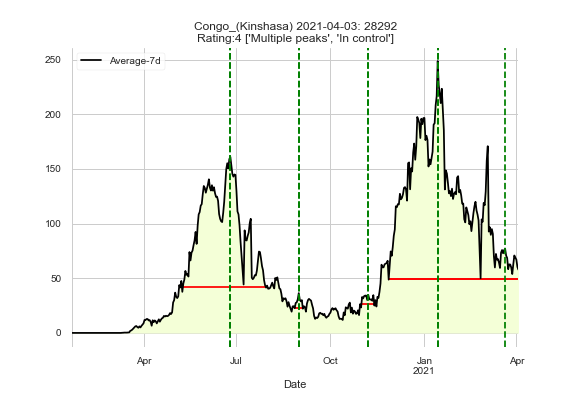 Congo_(Kinshasa) 2021-04-03: 28292
Rating:4 ['Multiple peaks', 'In control']
Average-7d
250
200
150
100
50
0
Apr
Jul
Oct
Jan
2021
Apr
Date